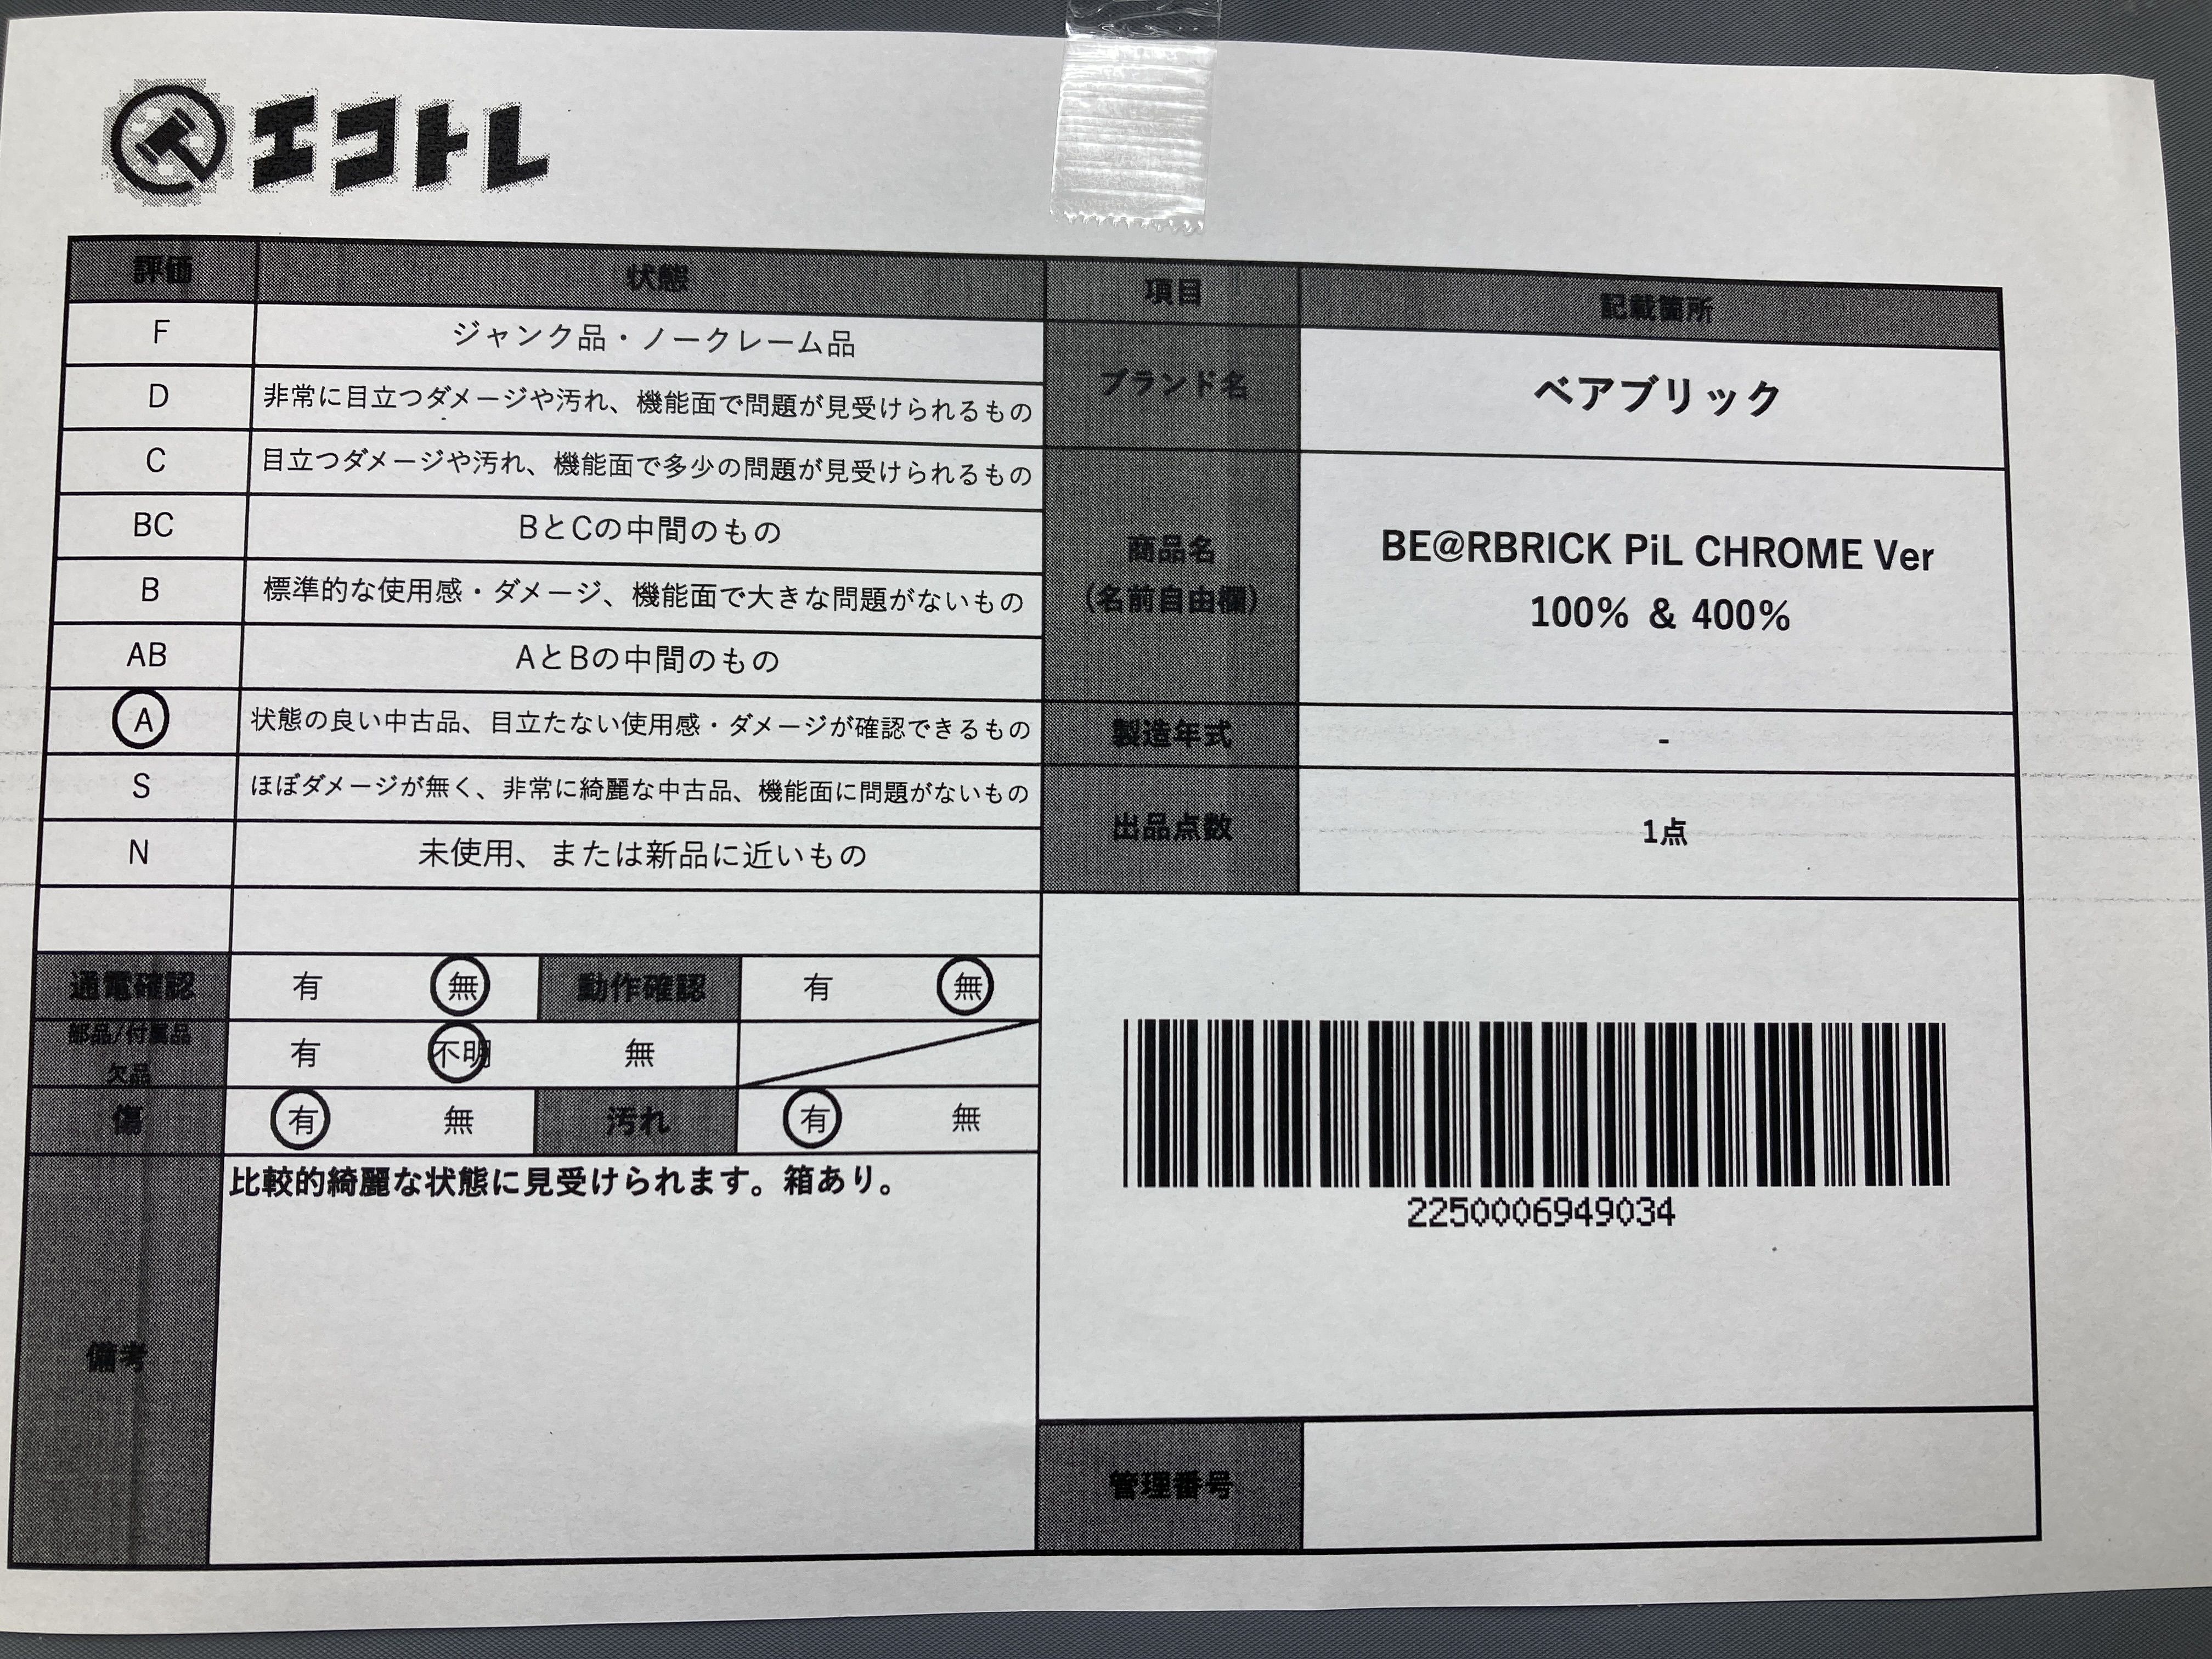 エコトレ
評価 状態 項目 記載箇所
F ジャンク品・ノークレーム品
D 非常に目立つダメージや汚れ、機能面で問題が見受けられるもの
ブランド名 ベアブリック
C 目立つダメージや汚れ、機能面で多少の問題が見受けられるもの
BC BとCの中間のもの
B 標準的な使用感・ダメージ、機能面で大きな問題がないもの
商品名
(名前自由欄)
BE@RBRICK PiL CHROME Ver
100% & 400%
AB AとBの中間のもの
A 状態の良い中古品、目立たない使用感・ダメージが確認できるもの
製造年式 -
S ほぼダメージが無く、非常に綺麗な中古品、機能面に問題がないもの
出品点数 1点
N 未使用、または新品に近いもの
通電確認 有 無 動作確認 有 無
部品/付属品
欠品
有 不明 無
傷 有 無 汚れ 有 無
備考
比較的綺麗な状態に見受けられます。箱あり。
2250006949034
管理番号